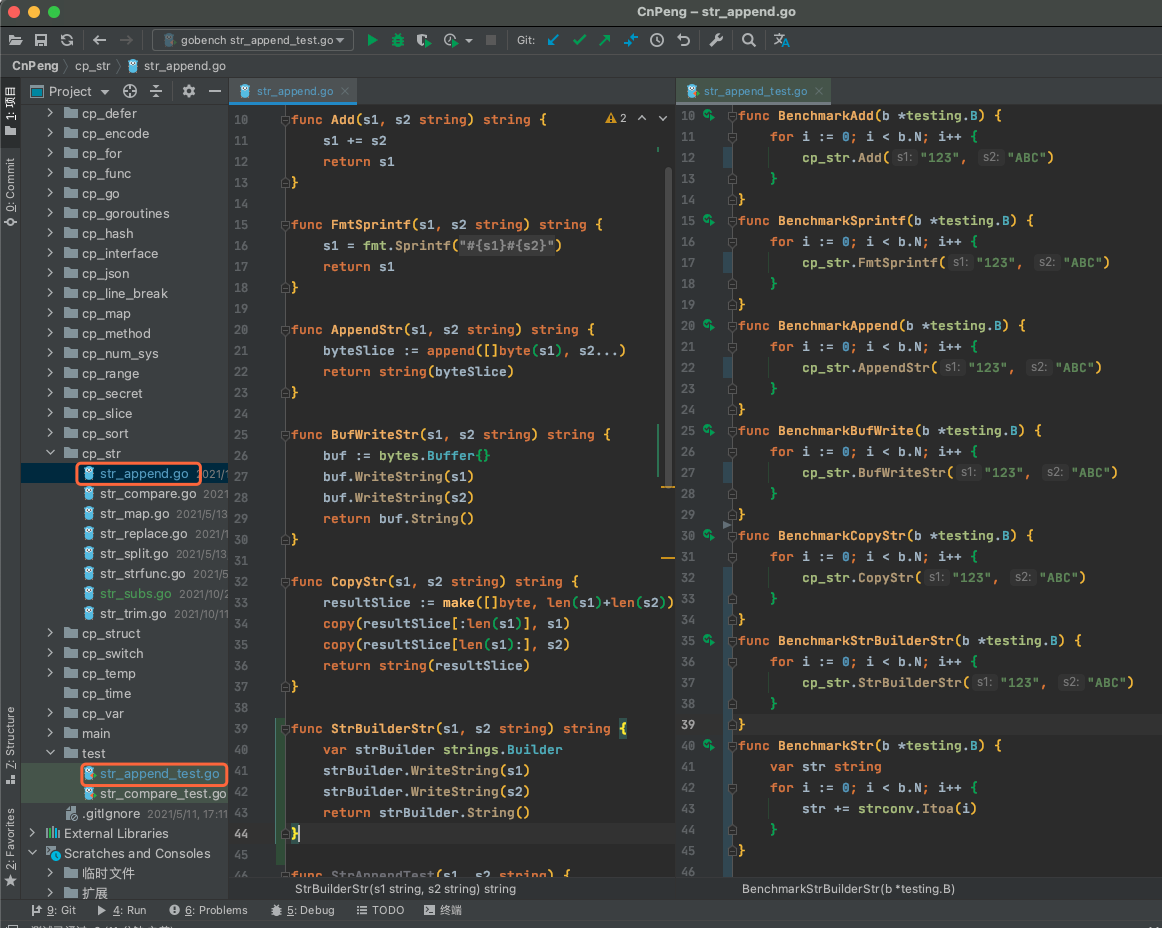 CnPeng – str_append.go
gobench str_append_test.go
Git:
CnPeng 〉 cp_str 〉 str_append.go
1: 项目
0: Commit
7: Structure
2: Favorites
Project
cp_defer
cp_encode
cp_for
cp_func
cp_go
cp_goroutines
cp_hash
cp_interface
cp_json
cp_line_break
cp_map
cp_method
cp_num_sys
cp_range
cp_secret
cp_slice
cp_sort
cp_str
str_append.go 2021/1
str_compare.go 2021
str_map.go 2021/5/13
str_replace.go 2021/1
str_split.go 2021/5/13
str_strfunc.go 2021/5
str_subs.go 2021/10/2
str_trim.go 2021/10/11
cp_struct
cp_switch
cp_temp
cp_time
cp_var
main
test
str_append_test.go
str_compare_test.go
.gitIgnore 2021/5/11, 17:11
External Libraries
Scratches and Consoles
临时文件
扩展
str_append.go
2
10 func Add(s1, s2 string) string {
11 s1 += s2
12 return s1
13 }
14
15 func FmtSprintf(s1, s2 string) string {
16 s1 = fmt.Sprintf("#{s1}#{s2}")
17 return s1
18 }
19
20 func AppendStr(s1, s2 string) string {
21 byteSlice := append([]byte(s1), s2...)
22 return string(byteSlice)
23 }
24
25 func BufWriteStr(s1, s2 string) string {
26 buf := bytes.Buffer{}
27 buf.WriteString(s1)
28 buf.WriteString(s2)
29 return buf.String()
30 }
31
32 func CopyStr(s1, s2 string) string {
33 resultSlice := make([]byte, len(s1)+len(s2))
34 copy(resultSlice[:len(s1)], s1)
35 copy(resultSlice[len(s1):], s2)
36 return string(resultSlice)
37 }
38
39 func StrBuilderStr(s1, s2 string) string {
40 var strBuilder strings.Builder
41 strBuilder.WriteString(s1)
42 strBuilder.WriteString(s2)
43 return strBuilder.String()
44 }
45
46 func StrAppendTest(s1, s2 string) {
StrBuilderStr(s1 string, s2 string) string
str_append_test.go
10 func BenchmarkAdd(b *testing.B) {
11 for i := 0; i < b.N; i++ {
12 cp_str.Add( s1: "123", s2: "ABC")
13 }
14 }
15 func BenchmarkSprintf(b *testing.B) {
16 for i := 0; i < b.N; i++ {
17 cp_str.FmtSprintf( s1: "123", s2: "ABC")
18 }
19 }
20 func BenchmarkAppend(b *testing.B) {
21 for i := 0; i < b.N; i++ {
22 cp_str.AppendStr( s1: "123", s2: "ABC")
23 }
24 }
25 func BenchmarkBufWrite(b *testing.B) {
26 for i := 0; i < b.N; i++ {
27 cp_str.BufWriteStr( s1: "123", s2: "ABC")
28 }
29 }
30 func BenchmarkCopyStr(b *testing.B) {
31 for i := 0; i < b.N; i++ {
32 cp_str.CopyStr( s1: "123", s2: "ABC")
33 }
34 }
35 func BenchmarkStrBuilderStr(b *testing.B) {
36 for i := 0; i < b.N; i++ {
37 cp_str.StrBuilderStr( s1: "123", s2: "ABC")
38 }
39 }
40 func BenchmarkStr(b *testing.B) {
41 var str string
42 for i := 0; i < b.N; i++ {
43 str += strconv.Itoa(i)
44 }
45 }
46
BenchmarkStrBuilderStr(b *testing.B)
9: Git 4: Run 6: Problems 5: Debug TODO 终端